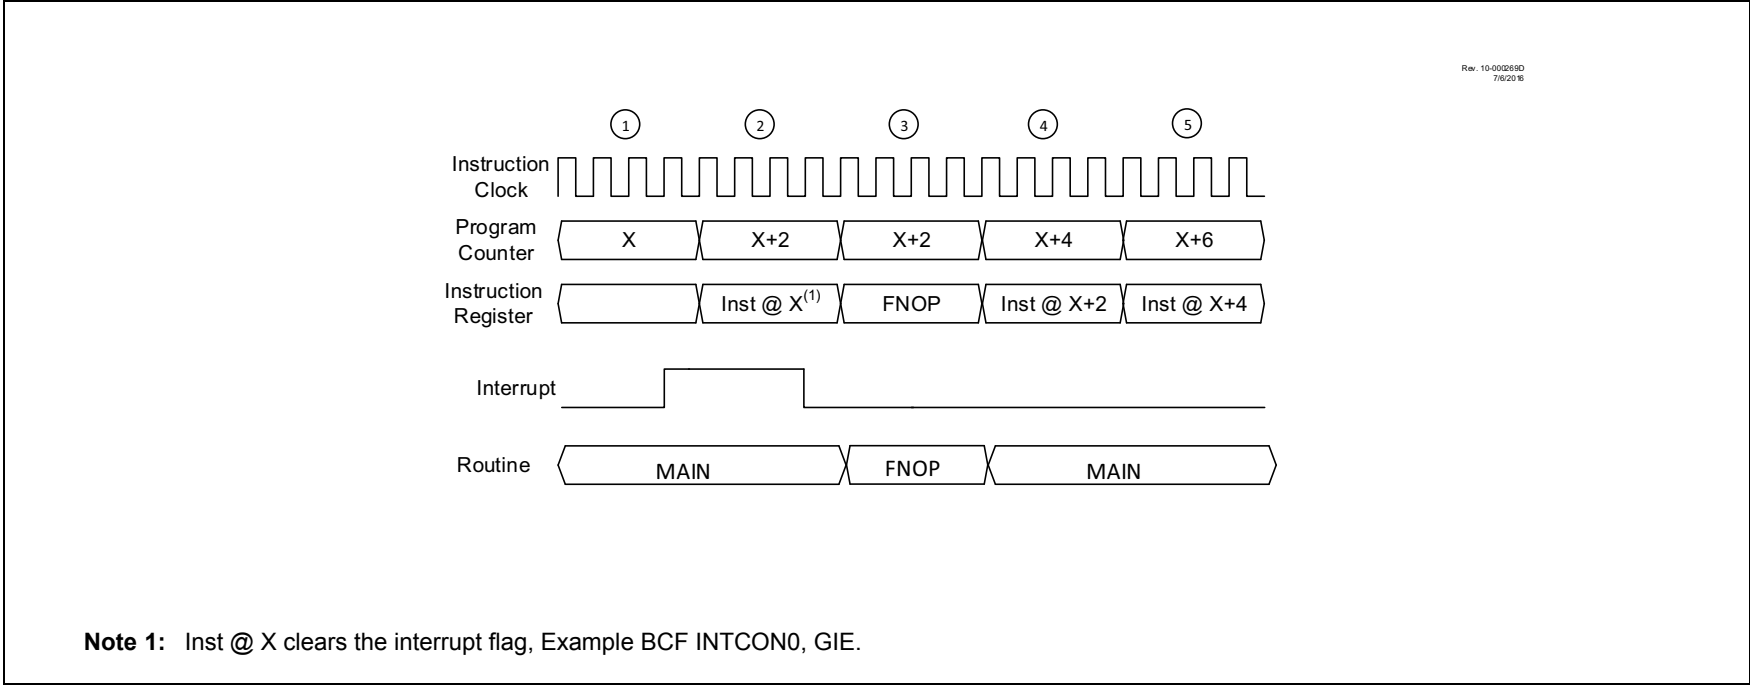 Rev. 10-000269D
7/6/2016
1 2 3 4 5
Instruction
Clock
Program
Counter
X X+2 X+2 X+4 X+6
Instruction
Register
Inst @ X(1) FNOP Inst @ X+2 Inst @ X+4
Interrupt
Routine MAIN FNOP MAIN
Note 1: Inst @ X clears the interrupt flag, Example BCF INTCON0, GIE.